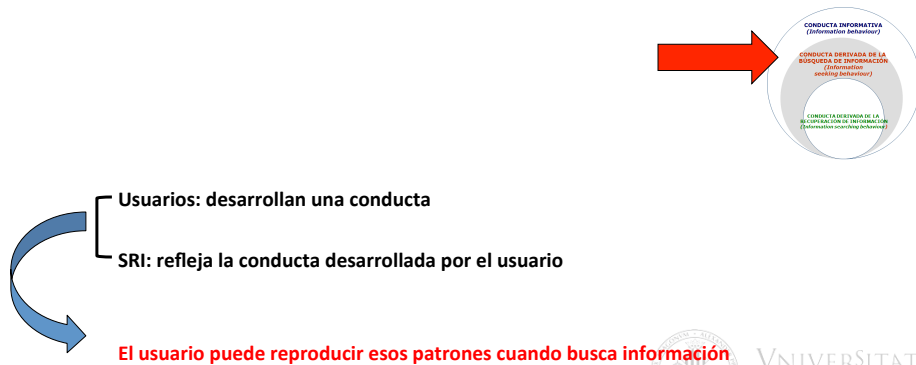 CONDUCTA INFORMATIVA
(Information behaviour)
CONDUCTA DERIVADA DE LA
BÚSQUEDA DE INFORMACIÓN
(Information
seeking behaviour)
CONDUCTA DERIVADA DE LA
RECUPERACIÓN DE INFORMACIÓN
(Information searching behaviour)
Usuarios: desarrollan una conducta
SRI: refleja la conducta desarrollada por el usuario
El usuario puede reproducir esos patrones cuando busca información
VNIVERSITAT